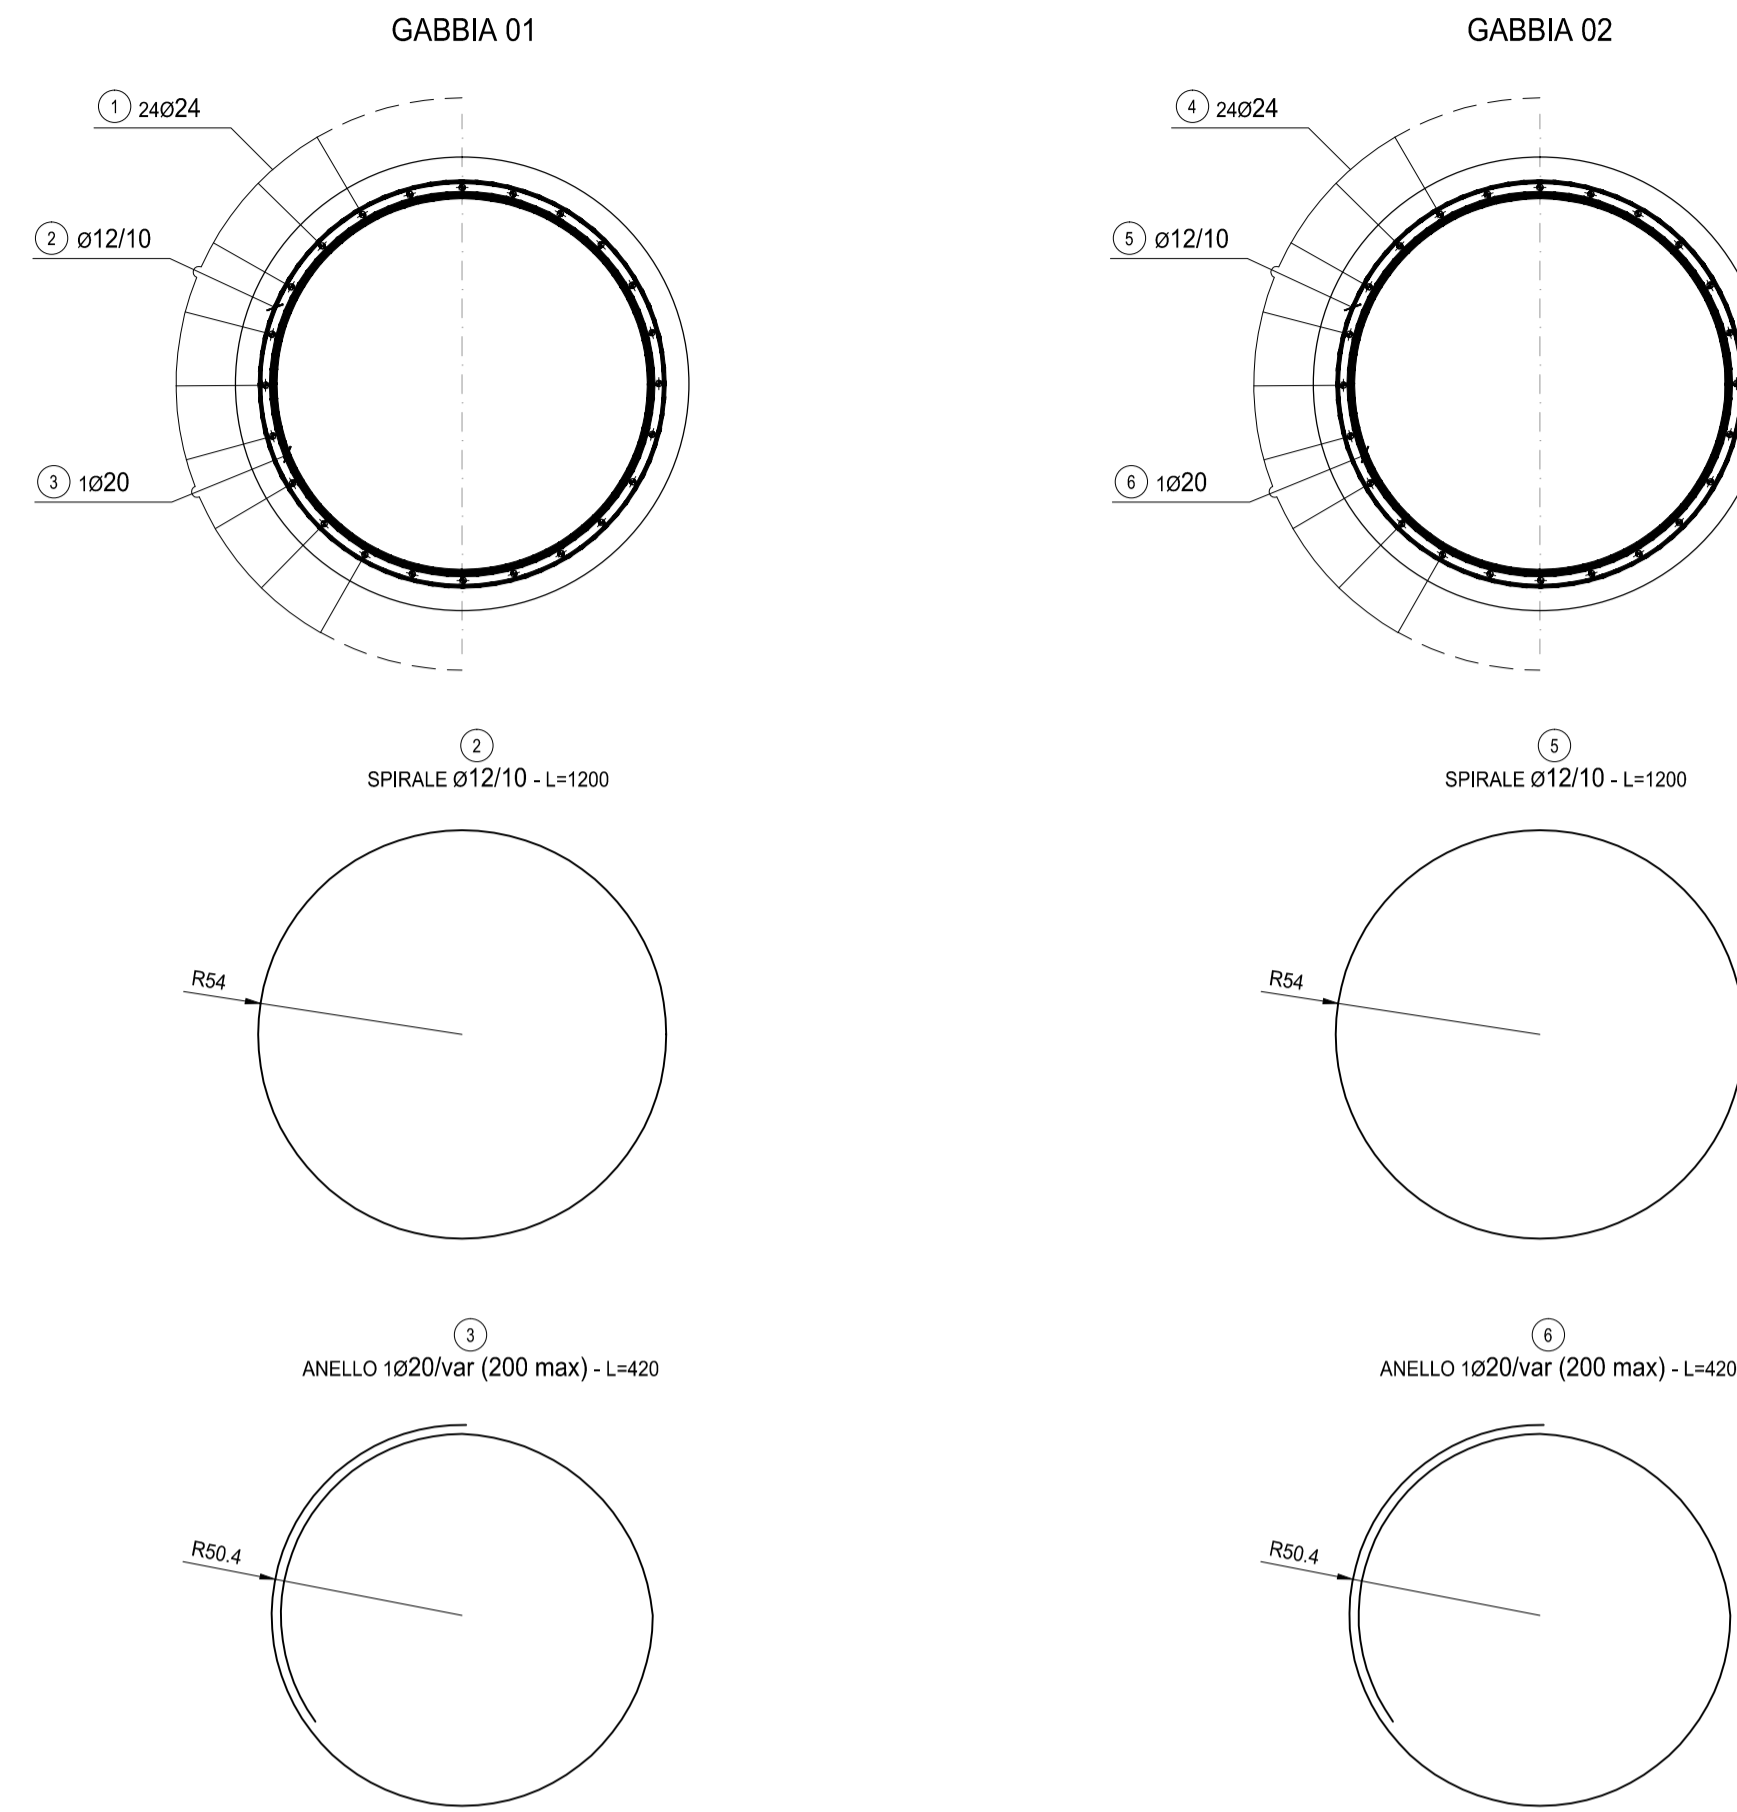 GABBIA 01
1 24Ø24
2 Ø12/10
3 1Ø20
2
SPIRALE Ø12/10 - L=1200
R54
3
ANELLO 1Ø20/var (200 max) - L=420
R50.4
GABBIA 02
4 24Ø24
5 Ø12/10
6 1Ø20
5
SPIRALE Ø12/10 - L=1200
R54
6
ANELLO 1Ø20/var (200 max) - L=420
R50.4